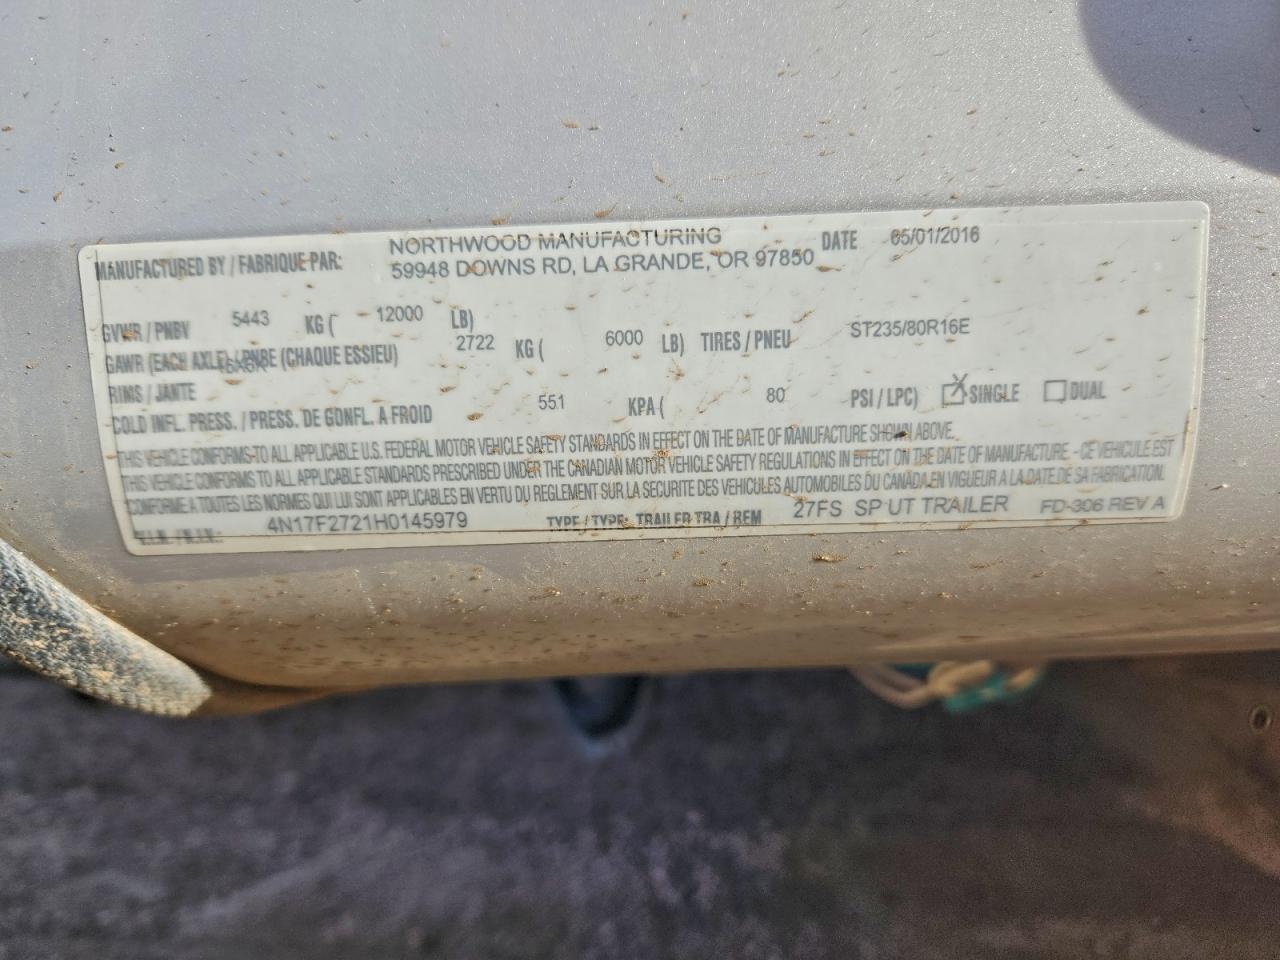 MANUFACTURED BY / FABRIQUE PAR: NORTHWOOD MANUFACTURING DATE 05/01/2016
59948 DOWNS RD, LA GRANDE, OR 97850
GVWR / PNBV 5443 KG ( 12000 LB)
GAWR (EACH AXLE) / PNBE (CHAQUE ESSIEU) 2722 KG ( 6000 LB) TIRES / PNEU ST235/80R16E
RIMS / JANTE 16X6K
COLD INFL. PRESS. / PRESS. DE GONFL. A FROID 551 KPA ( 80 PSI / LPC) X SINGLE DUAL
THIS VEHICLE CONFORMS TO ALL APPLICABLE U.S. FEDERAL MOTOR VEHICLE SAFETY STANDARDS IN EFFECT ON THE DATE OF MANUFACTURE SHOWN ABOVE.
THIS VEHICLE CONFORMS TO ALL APPLICABLE STANDARDS PRESCRIBED UNDER THE CANADIAN MOTOR VEHICLE SAFETY REGULATIONS IN EFFECT ON THE DATE OF MANUFACTURE. - CE VEHICULE EST
CONFORME A TOUTES LES NORMES QUI LUI SONT APPLICABLES EN VERTU DU REGLEMENT SUR LA SECURITE DES VEHICULES AUTOMOBILES DU CANADA EN VIGUEUR A LA DATE DE SA FABRICATION.
V.I.N. / N.I.V.: 4N17F2721H0145979 TYPE / TYPE: TRAILER TRA / REM 27FS SP UT TRAILER FD-306 REV A